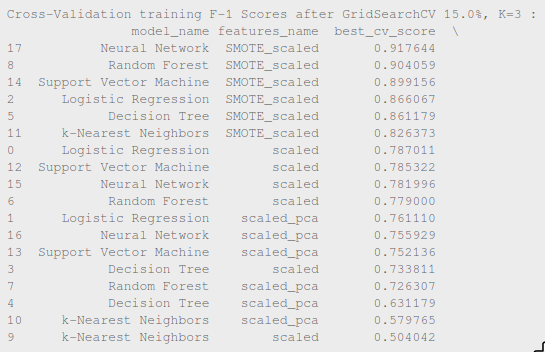 Cross-Validation training F-1 Scores after GridSearchCV 15.0%, K=3 :
model_name features_name best_cv_score \
17 Neural Network SMOTE_scaled 0.917644
8 Random Forest SMOTE_scaled 0.904059
14 Support Vector Machine SMOTE_scaled 0.899156
2 Logistic Regression SMOTE_scaled 0.866067
5 Decision Tree SMOTE_scaled 0.861179
11 k-Nearest Neighbors SMOTE_scaled 0.826373
0 Logistic Regression scaled 0.787011
12 Support Vector Machine scaled 0.785322
15 Neural Network scaled 0.781996
6 Random Forest scaled 0.779000
1 Logistic Regression scaled_pca 0.761110
16 Neural Network scaled_pca 0.755929
13 Support Vector Machine scaled_pca 0.752136
3 Decision Tree scaled 0.733811
7 Random Forest scaled_pca 0.726307
4 Decision Tree scaled_pca 0.631179
10 k-Nearest Neighbors scaled_pca 0.579765
9 k-Nearest Neighbors scaled 0.504042